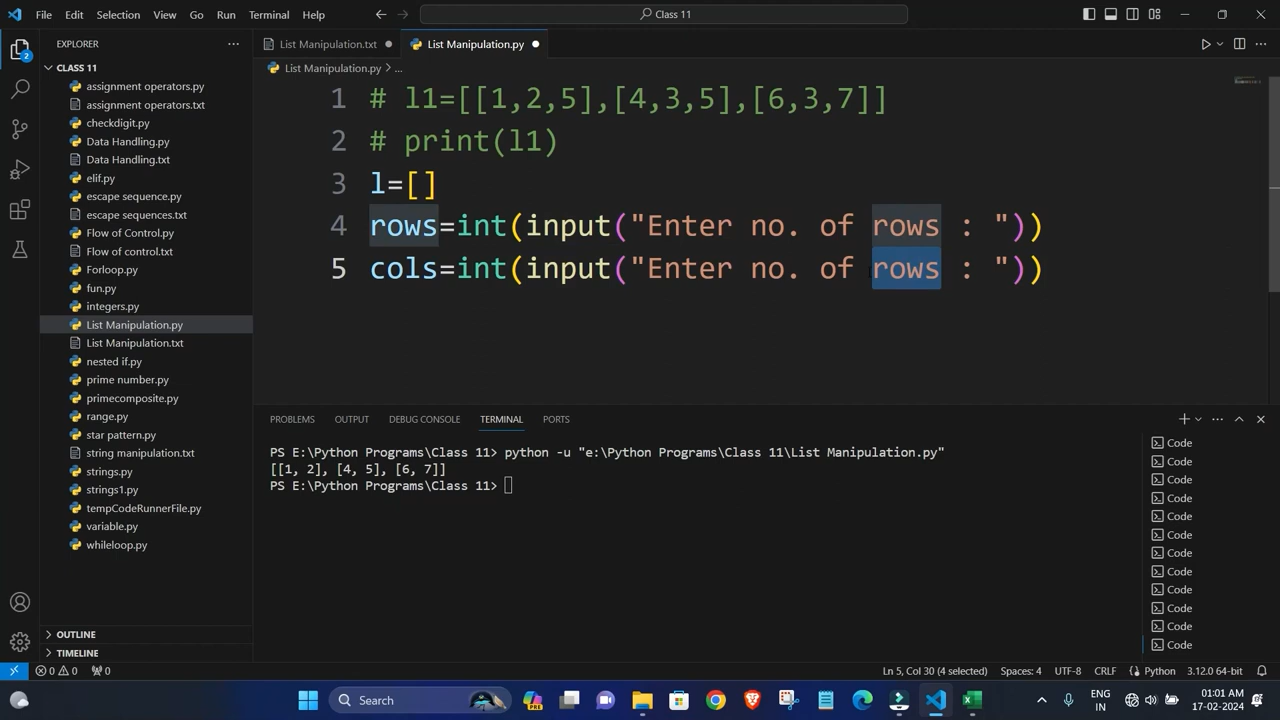 File Edit Selection View Go Run Terminal Help
Class 11
EXPLORER
CLASS 11
assignment operators.py
assignment operators.txt
checkdigit.py
Data Handling.py
Data Handling.txt
elif.py
escape sequence.py
escape sequences.txt
Flow of Control.py
Flow of control.txt
Forloop.py
fun.py
integers.py
List Manipulation.py
List Manipulation.txt
nested if.py
prime number.py
primecomposite.py
range.py
star pattern.py
string manipulation.txt
strings.py
strings1.py
tempCodeRunnerFile.py
variable.py
whileloop.py
OUTLINE
TIMELINE
List Manipulation.txt
List Manipulation.py
List Manipulation.py > ...
1 # l1=[[1,2,5],[4,3,5],[6,3,7]]
2 # print(l1)
3 l=[]
4 rows=int(input("Enter no. of rows : "))
5 cols=int(input("Enter no. of rows : "))
PROBLEMS OUTPUT DEBUG CONSOLE TERMINAL PORTS
PS E:\Python Programs\Class 11> python -u "e:\Python Programs\Class 11\List Manipulation.py"
[[1, 2], [4, 5], [6, 7]]
PS E:\Python Programs\Class 11>
Code
Code
Code
Code
Code
Code
Code
Code
Code
Code
Code
Code
2
0 0 0
Ln 5, Col 30 (4 selected) Spaces: 4 UTF-8 CRLF Python 3.12.0 64-bit
Search
PRE
ENG
IN
01:01 AM
17-02-2024